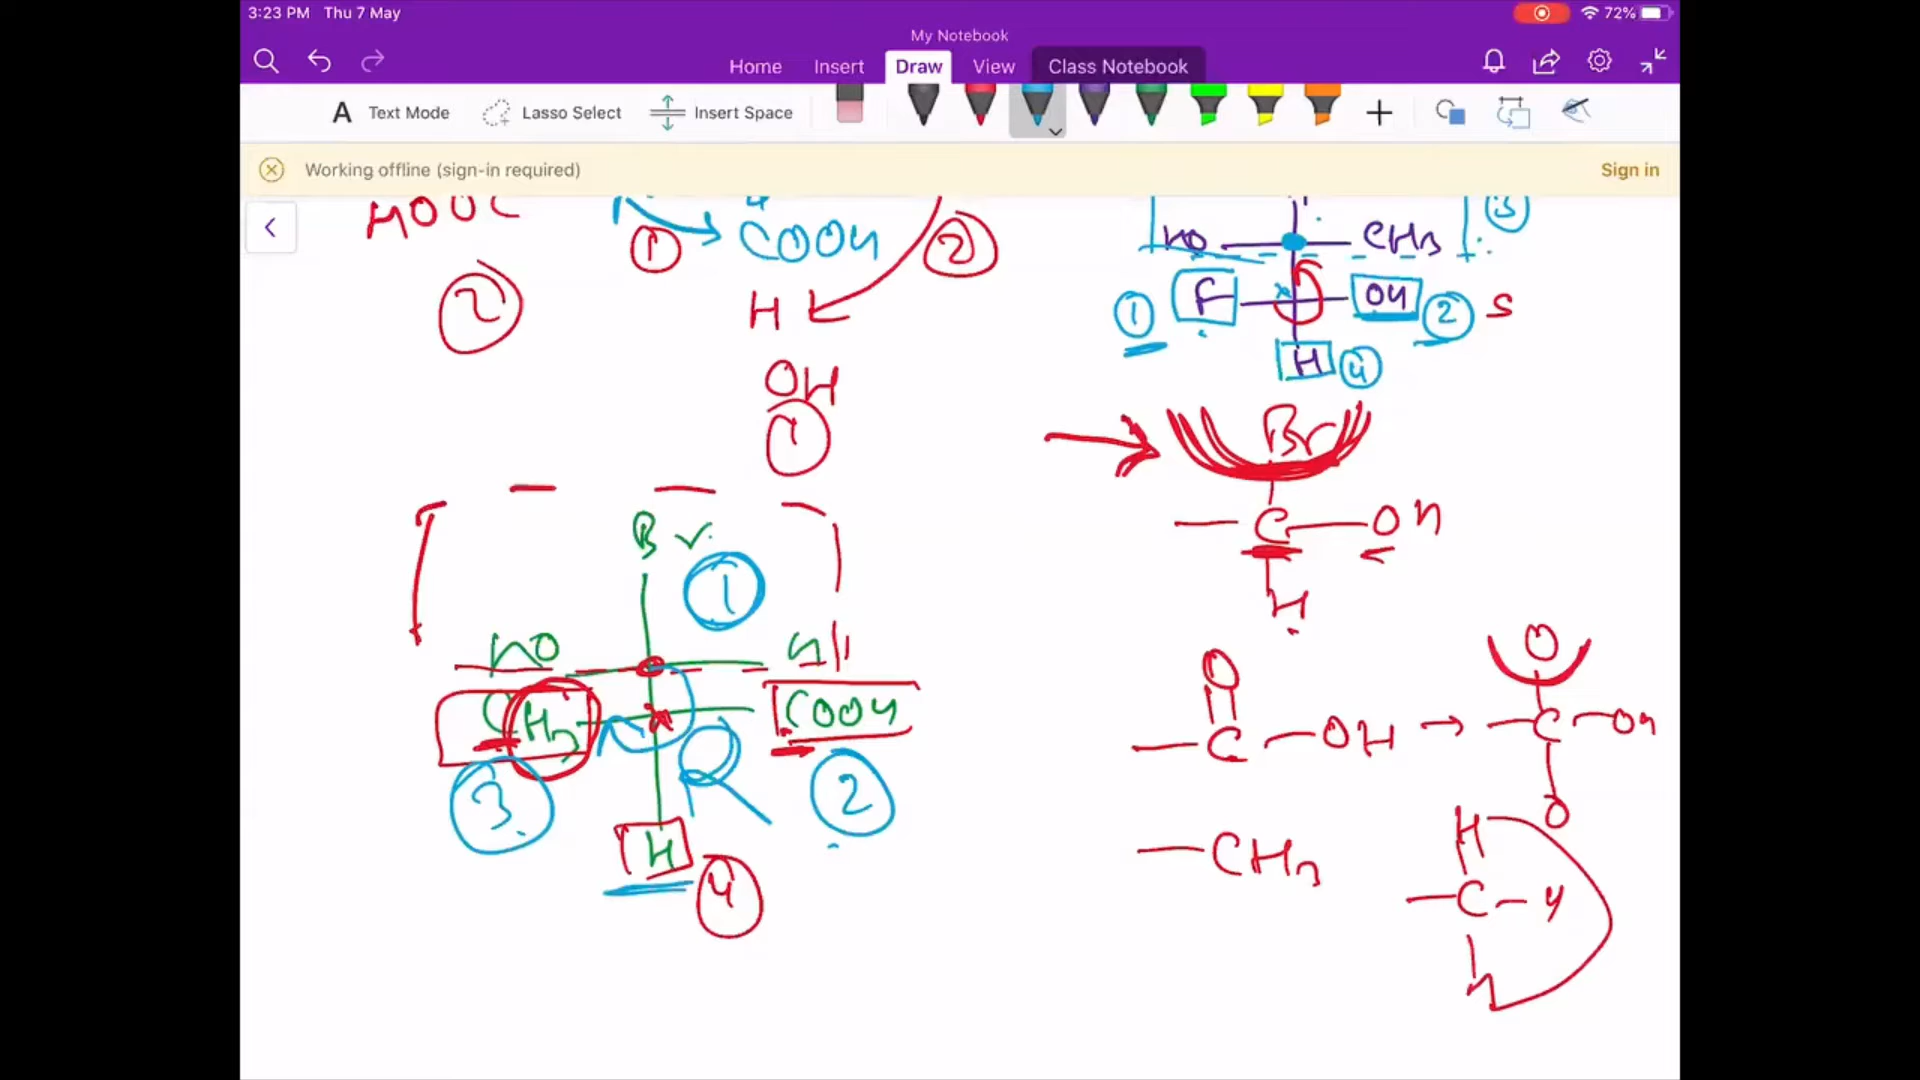 3:23 PM Thu 7 May
72%
My Notebook
Home Insert Draw View Class Notebook
A Text Mode Lasso Select Insert Space
Working offline (sign-in required) Sign in
HOOC
1
COOH
2
2
H
OH
1
3
HO CH3
1 F OH 2 S
H 4
Br
C OH
H
Br
1
HO H
CH3 COOH
3 R 2
H
4
O
C OH
O
C OH
O
CH3
H
C H
H